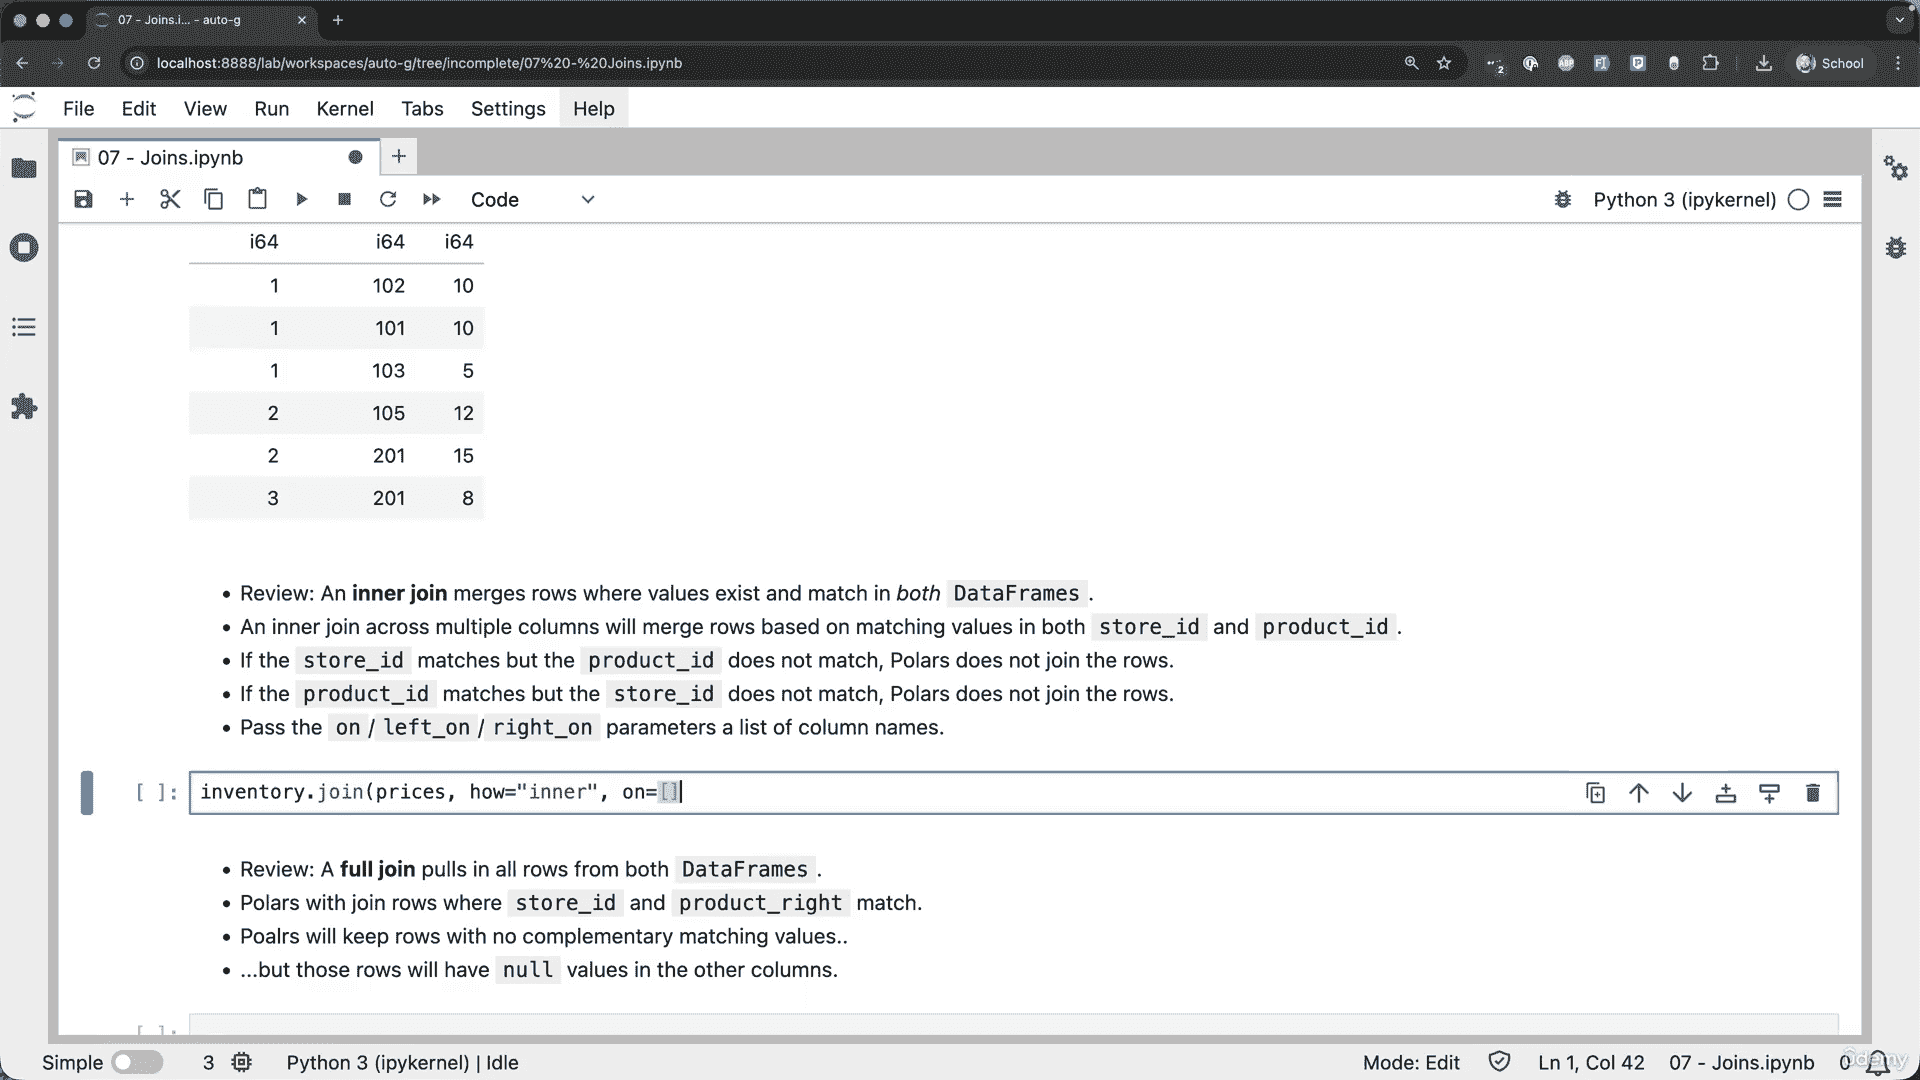 07 - Joins.i... - auto-g
localhost:8888/lab/workspaces/auto-g/tree/incomplete/07%20-%20Joins.ipynb
2
ABP
School
File Edit View Run Kernel Tabs Settings Help
07 - Joins.ipynb
Code
Python 3 (ipykernel)
i64 i64 i64
1 102 10
1 101 10
1 103 5
2 105 12
2 201 15
3 201 8
• Review: An inner join merges rows where values exist and match in both DataFrames .
• An inner join across multiple columns will merge rows based on matching values in both store_id and product_id .
• If the store_id matches but the product_id does not match, Polars does not join the rows.
• If the product_id matches but the store_id does not match, Polars does not join the rows.
• Pass the on / left_on / right_on parameters a list of column names.
[ ]: inventory.join(prices, how="inner", on=[]
• Review: A full join pulls in all rows from both DataFrames .
• Polars with join rows where store_id and product_right match.
• Poalrs will keep rows with no complementary matching values..
• ...but those rows will have null values in the other columns.
[ ]:
Simple 3 Python 3 (ipykernel) | Idle Mode: Edit Ln 1, Col 42 07 - Joins.ipynb 0
udemy